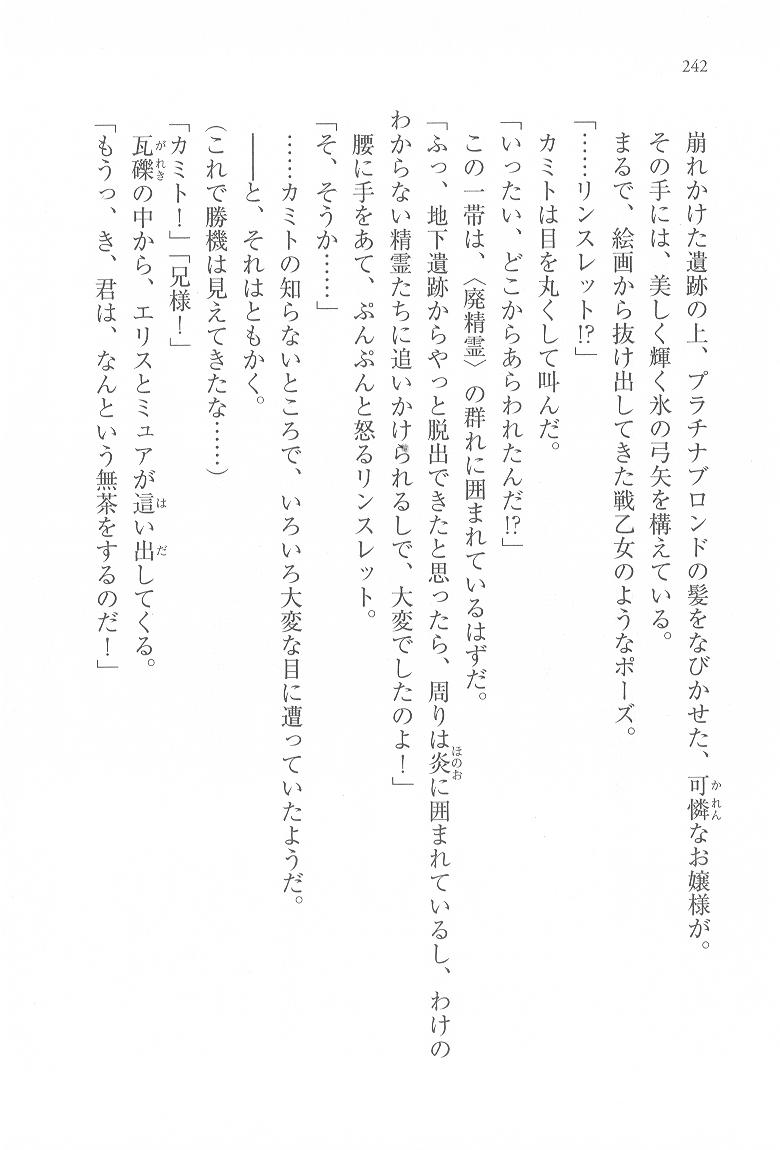 242
崩れかけた遺跡の上、プラチナブロンドの髪をなびかせた、可憐なお嬢様が。
その手には、美しく輝く氷の弓矢を構えている。
まるで、絵画から抜け出してきた戦乙女のようなポーズ。
「……リンスレット!?」
カミトは目を丸くして叫んだ。
「いったい、どこからあらわれたんだ!?」
この一帯は、〈廃精霊〉の群れに囲まれているはずだ。
「ふっ、地下遺跡からやっと脱出できたと思ったら、周りは炎に囲まれているし、わけの
わからない精霊たちに追いかけられるしで、大変でしたのよ！」
腰に手をあて、ぷんぷんと怒るリンスレット。
「そ、そうか……」
……カミトの知らないところで、いろいろ大変な目に遭っていたようだ。
――と、それはともかく。
（これで勝機は見えてきたな……）
「カミト！」「兄様！」
瓦礫の中から、エリスとミュアが這い出してくる。
「もうっ、き、君は、なんという無茶をするのだ！」